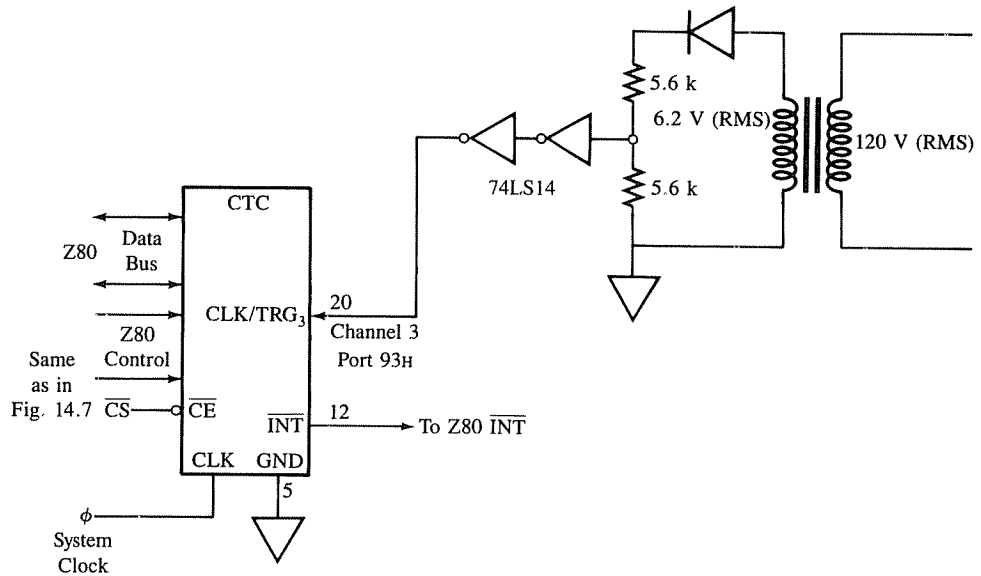 5.6 k
6.2 V (RMS)
120 V (RMS)
74LS14
5.6 k
CTC
Z80
Data
Bus
CLK/TRG3
20
Channel 3
Port 93H
Z80
Control
Same
as in
Fig. 14.7
CS
CE
INT
12
To Z80 INT
CLK
GND
5
ϕ
System
Clock